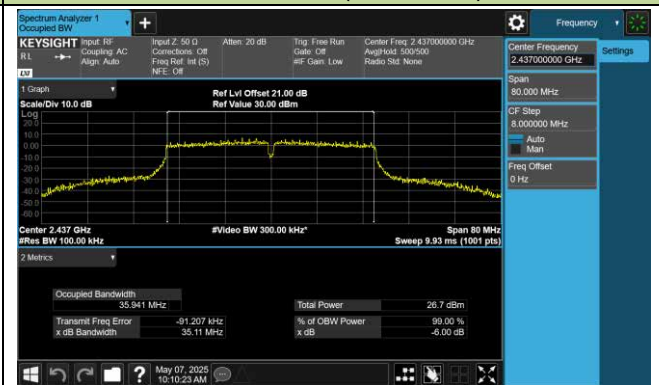 Spectrum Analyzer 1
Occupied BW
+
Frequency
KEYSIGHT
RL
Input: RF
Coupling: AC
Align: Auto
Input Z: 50 Ω
Corrections: Off
Freq Ref: Int (S)
NFE: Off
Atten: 20 dB
Trig: Free Run
Gate: Off
#IF Gain: Low
Center Freq: 2.437000000 GHz
Avg|Hold: 500/500
Radio Std: None
Center Frequency
2.437000000 GHz
Settings
Span
80.000 MHz
CF Step
8.000000 MHz
Auto
Man
Freq Offset
0 Hz
1 Graph
Scale/Div 10.0 dB
Ref Lvl Offset 21.00 dB
Ref Value 30.00 dBm
Log
20.0
10.0
0.00
-10.0
-20.0
-30.0
-40.0
-50.0
-60.0
Center 2.437 GHz
#Res BW 100.00 kHz
#Video BW 300.00 kHz*
Span 80 MHz
Sweep 9.93 ms (1001 pts)
2 Metrics
Occupied Bandwidth
35.941 MHz
Total Power 26.7 dBm
Transmit Freq Error -91.207 kHz
% of OBW Power 99.00 %
x dB Bandwidth 35.11 MHz
x dB -6.00 dB
?
May 07, 2025
10:10:23 AM